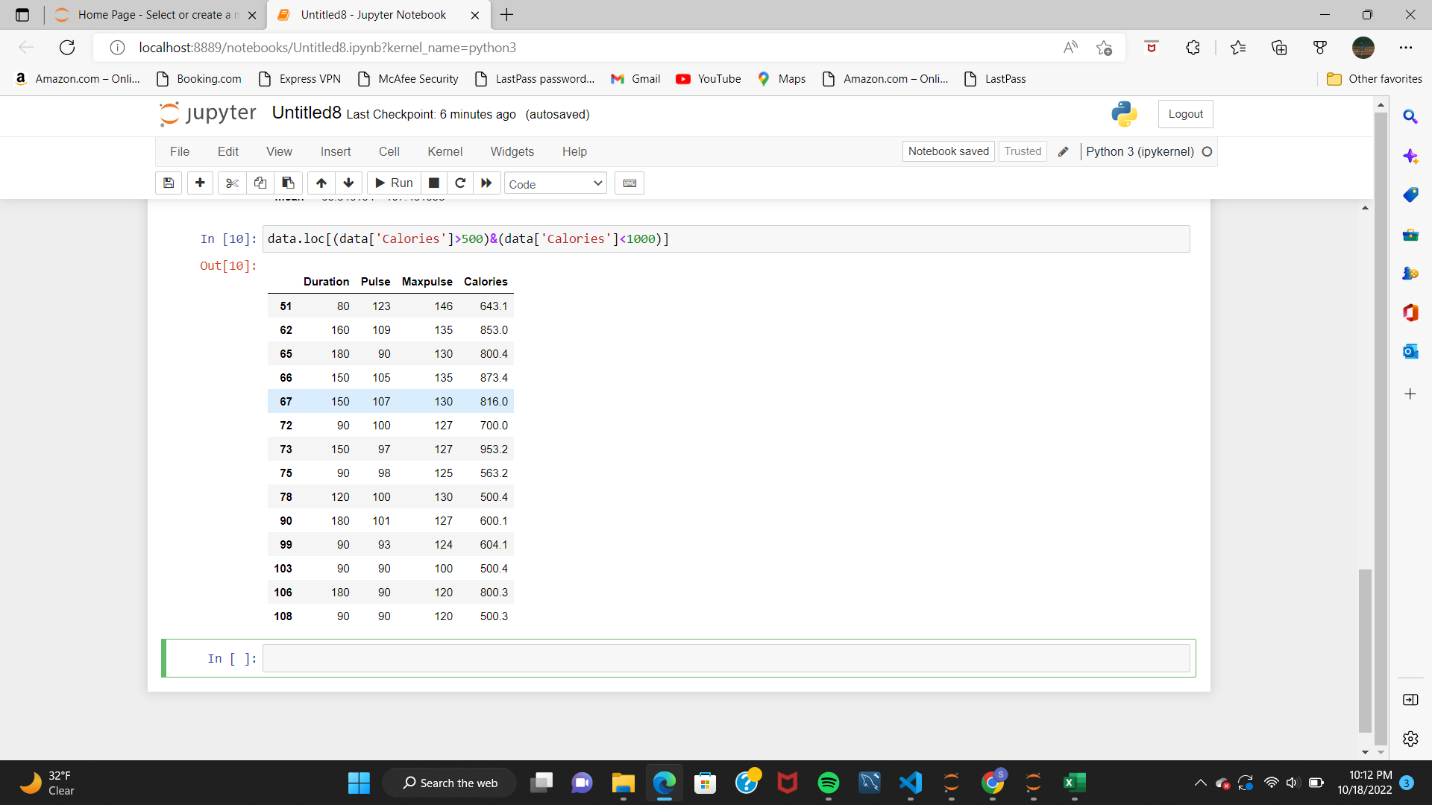 Home Page - Select or create a n
Untitled8 - Jupyter Notebook
localhost:8889/notebooks/Untitled8.ipynb?kernel_name=python3
Amazon.com – Onli...
Booking.com
Express VPN
McAfee Security
LastPass password...
Gmail
YouTube
Maps
Amazon.com – Onli...
LastPass
Other favorites
jupyter Untitled8 Last Checkpoint: 6 minutes ago (autosaved)
Logout
File Edit View Insert Cell Kernel Widgets Help
Notebook saved Trusted Python 3 (ipykernel)
Run Code
In [10]: data.loc[(data['Calories']>500)&(data['Calories']<1000)]
Out[10]:
Duration Pulse Maxpulse Calories
51 80 123 146 643.1
62 160 109 135 853.0
65 180 90 130 800.4
66 150 105 135 873.4
67 150 107 130 816.0
72 90 100 127 700.0
73 150 97 127 953.2
75 90 98 125 563.2
78 120 100 130 500.4
90 180 101 127 600.1
99 90 93 124 604.1
103 90 90 100 500.4
106 180 90 120 800.3
108 90 90 120 500.3
In [ ]:
32°F
Clear
Search the web
10:12 PM
10/18/2022
3